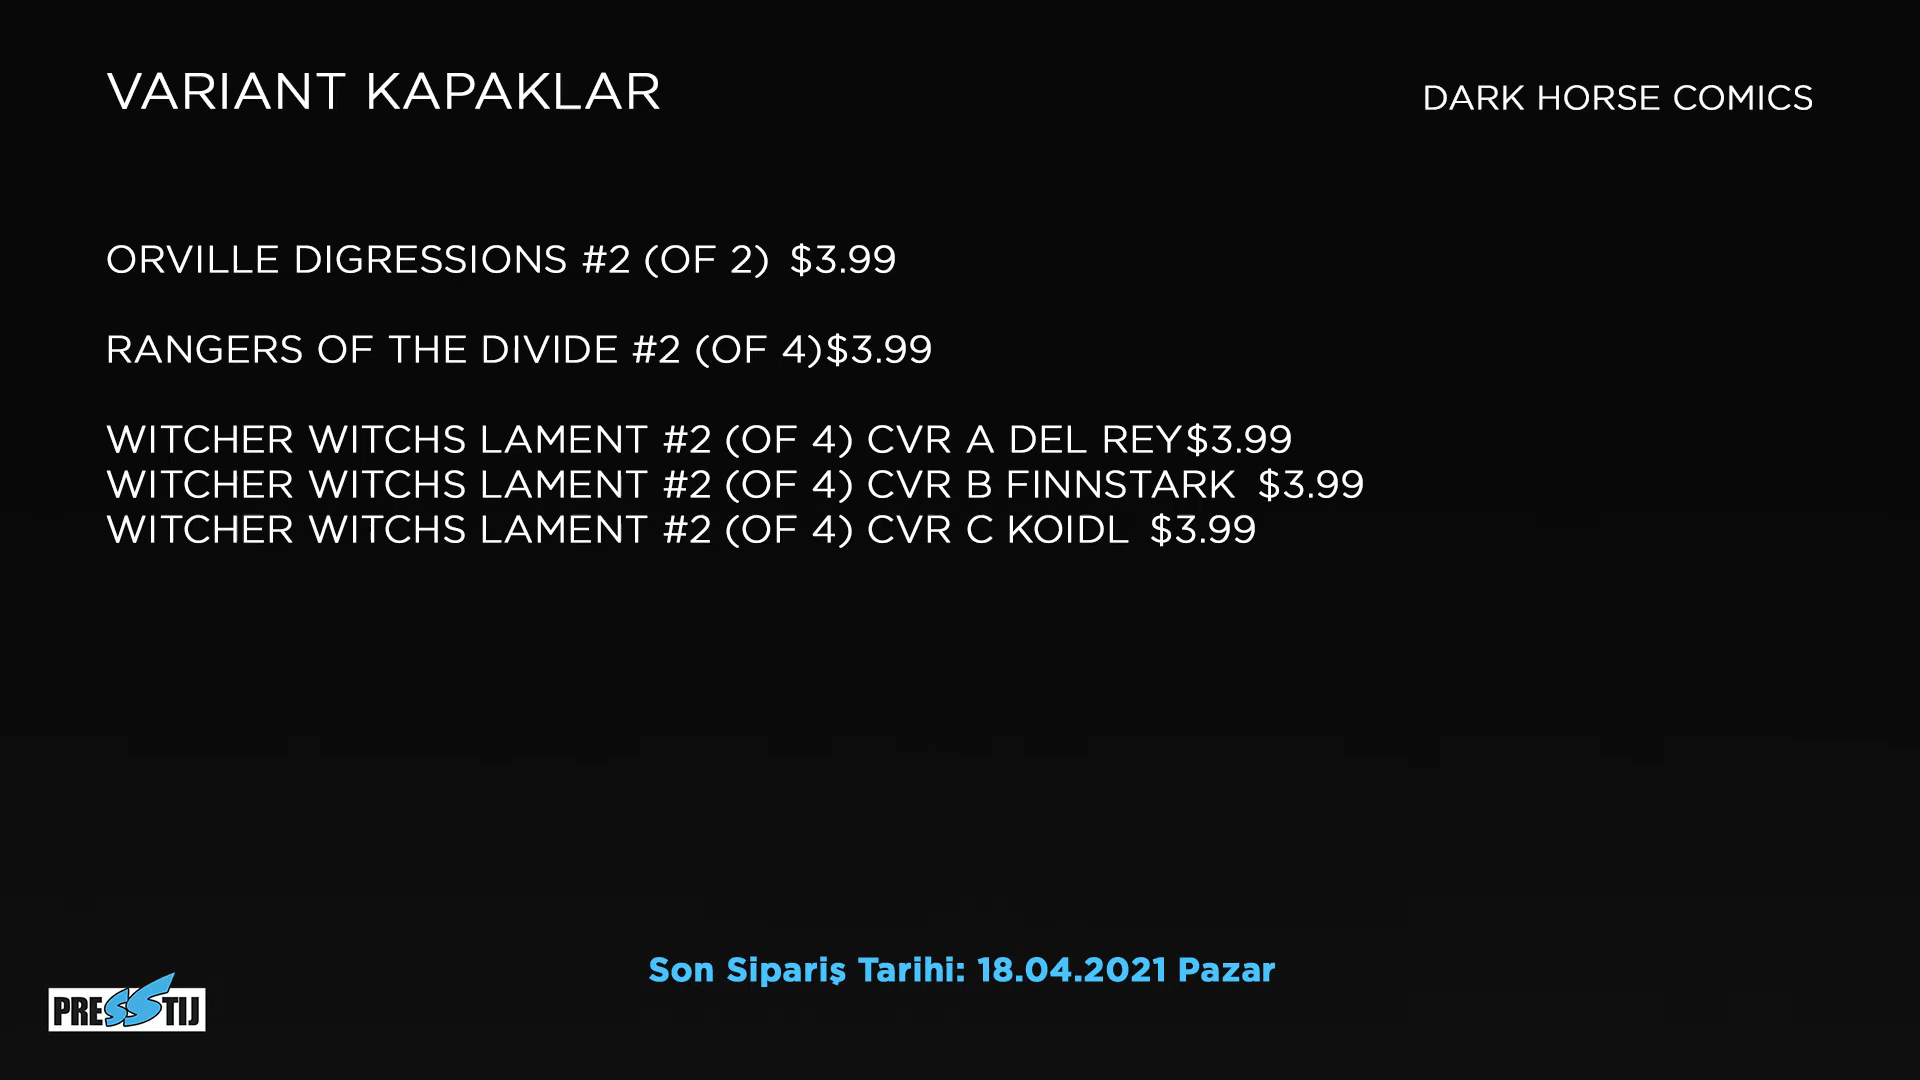 VARIANT KAPAKLAR
DARK HORSE COMICS
ORVILLE DIGRESSIONS #2 (OF 2) $3.99
RANGERS OF THE DIVIDE #2 (OF 4)$3.99
WITCHER WITCHS LAMENT #2 (OF 4) CVR A DEL REY$3.99
WITCHER WITCHS LAMENT #2 (OF 4) CVR B FINNSTARK $3.99
WITCHER WITCHS LAMENT #2 (OF 4) CVR C KOIDL $3.99
Son Sipariş Tarihi: 18.04.2021 Pazar
PRESSTIJ